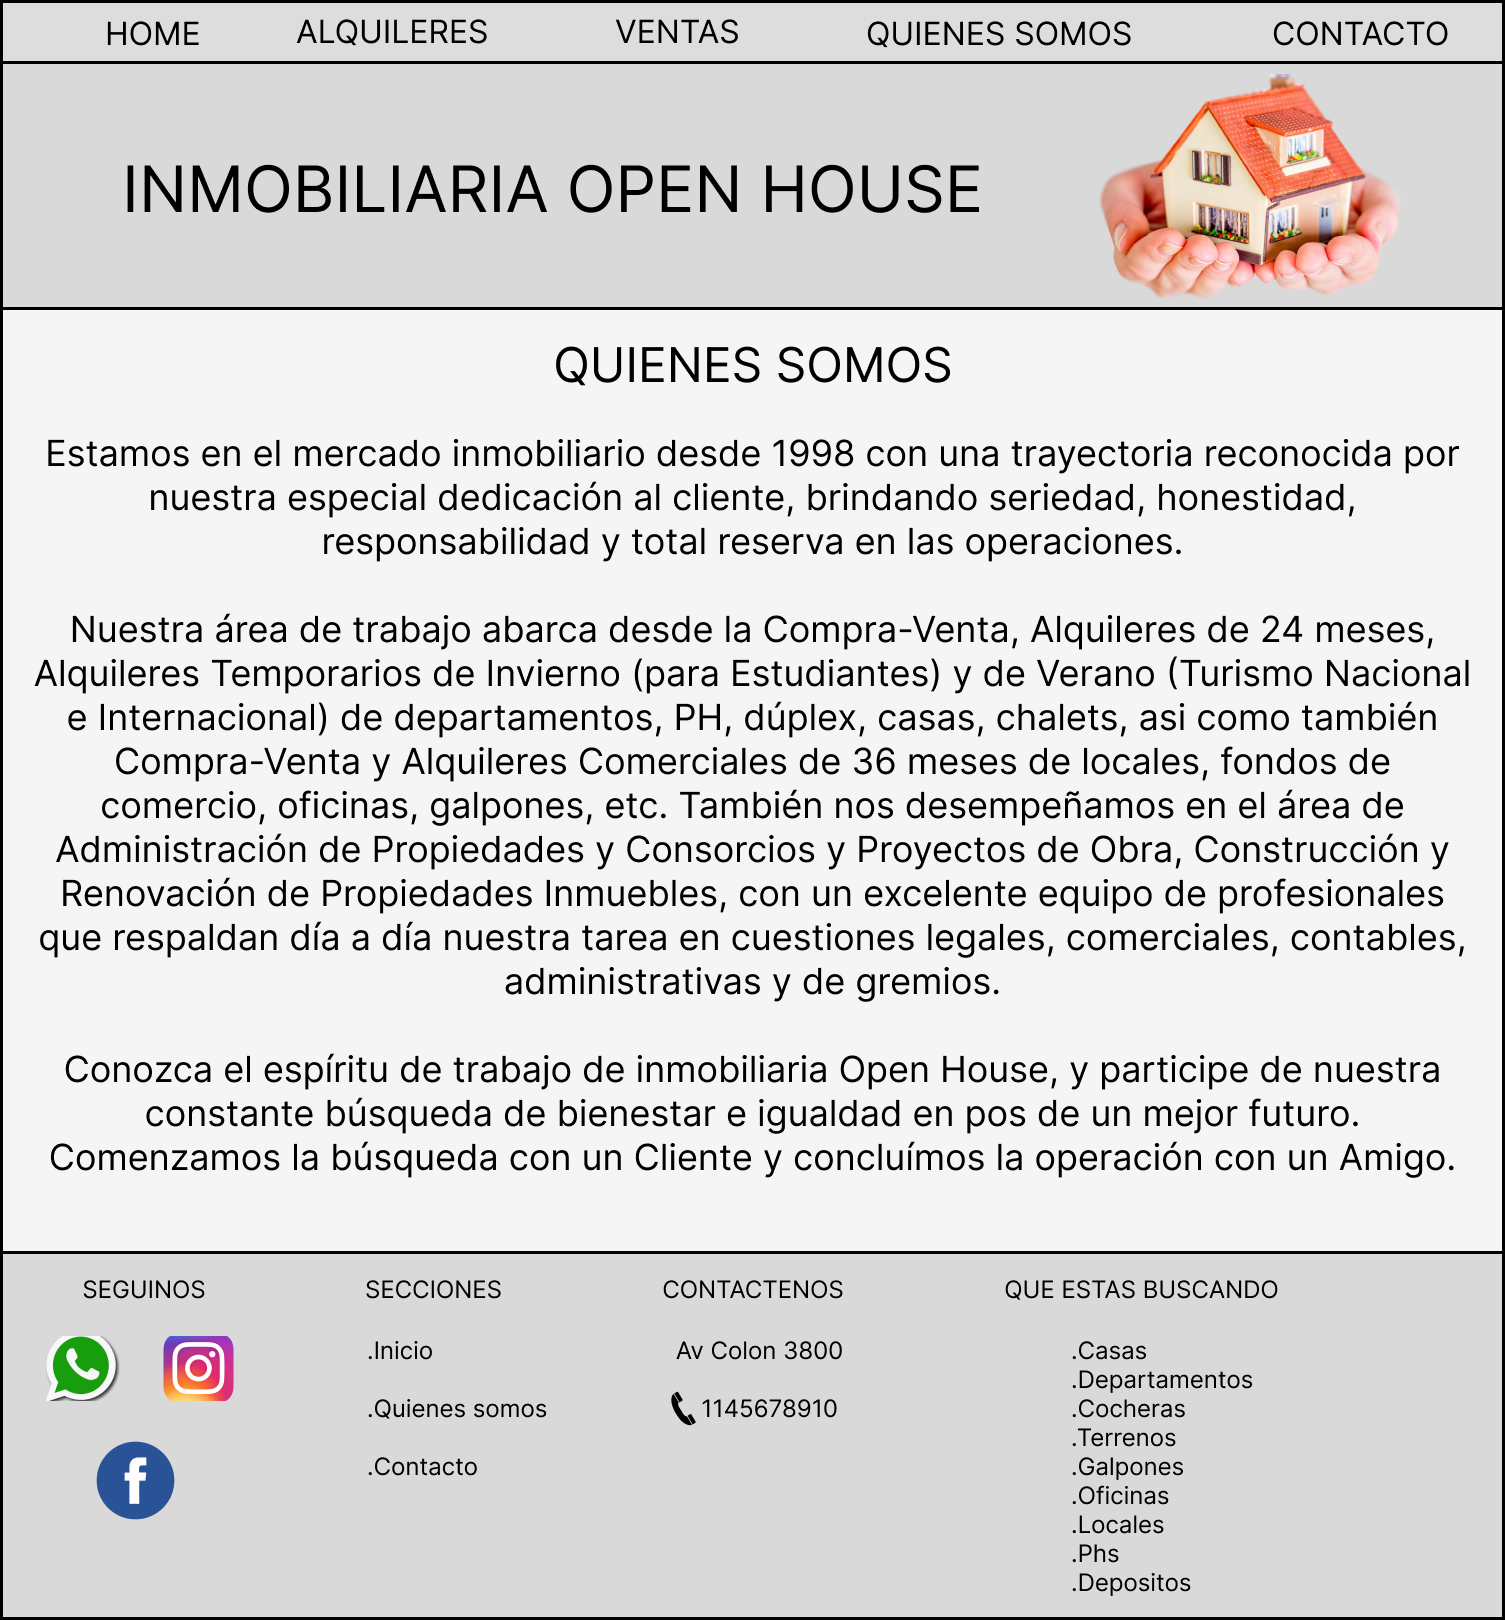 HOME
ALQUILERES
VENTAS
QUIENES SOMOS
CONTACTO
INMOBILIARIA OPEN HOUSE
QUIENES SOMOS
Estamos en el mercado inmobiliario desde 1998 con una trayectoria reconocida por
nuestra especial dedicación al cliente, brindando seriedad, honestidad,
responsabilidad y total reserva en las operaciones.
Nuestra área de trabajo abarca desde la Compra-Venta, Alquileres de 24 meses,
Alquileres Temporarios de Invierno (para Estudiantes) y de Verano (Turismo Nacional
e Internacional) de departamentos, PH, dúplex, casas, chalets, asi como también
Compra-Venta y Alquileres Comerciales de 36 meses de locales, fondos de
comercio, oficinas, galpones, etc. También nos desempeñamos en el área de
Administración de Propiedades y Consorcios y Proyectos de Obra, Construcción y
Renovación de Propiedades Inmuebles, con un excelente equipo de profesionales
que respaldan día a día nuestra tarea en cuestiones legales, comerciales, contables,
administrativas y de gremios.
Conozca el espíritu de trabajo de inmobiliaria Open House, y participe de nuestra
constante búsqueda de bienestar e igualdad en pos de un mejor futuro.
Comenzamos la búsqueda con un Cliente y concluímos la operación con un Amigo.
SEGUINOS
SECCIONES
.Inicio
.Quienes somos
.Contacto
CONTACTENOS
Av Colon 3800
1145678910
QUE ESTAS BUSCANDO
.Casas
.Departamentos
.Cocheras
.Terrenos
.Galpones
.Oficinas
.Locales
.Phs
.Depositos